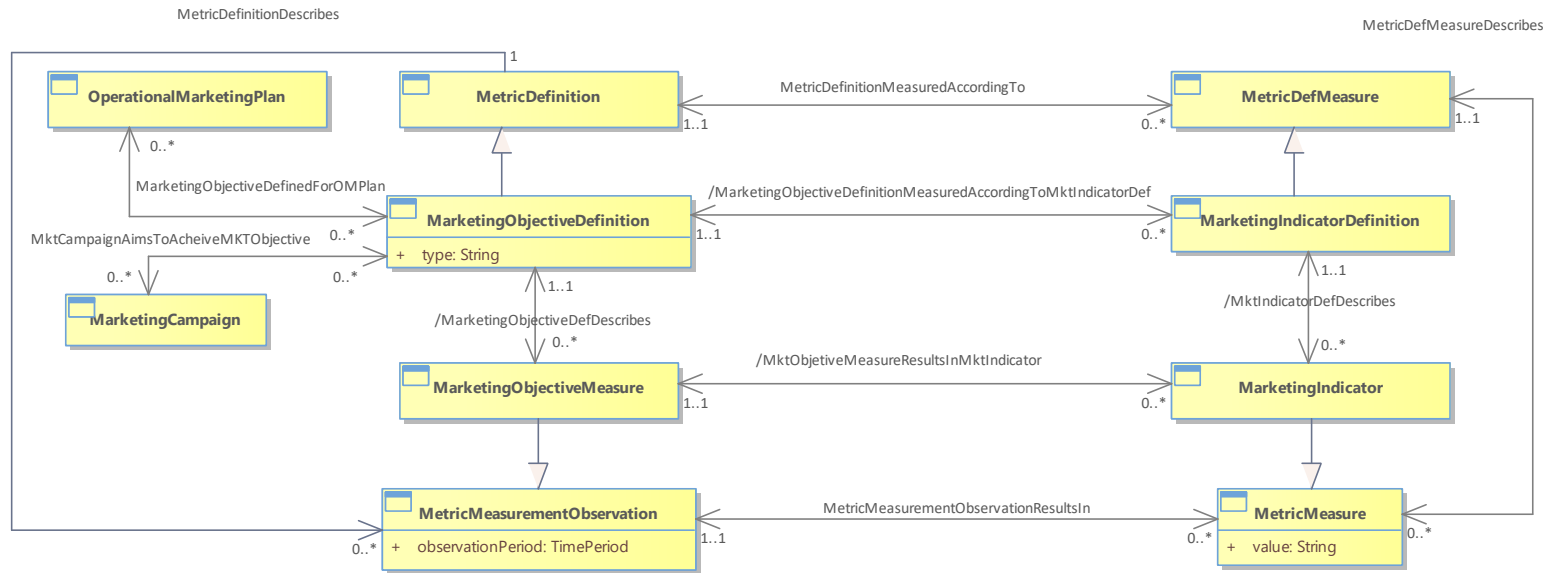 MetricDefinitionDescribes
MetricDefMeasureDescribes
1
OperationalMarketingPlan
MetricDefinition
MetricDefinitionMeasuredAccordingTo
MetricDefMeasure
1..1
0..*
1..1
0..*
MarketingObjectiveDefinedForOMPlan
/MarketingObjectiveDefinitionMeasuredAccordingToMktIndicatorDef
MarketingObjectiveDefinition
MarketingIndicatorDefinition
0..*
1..1
0..*
MktCampaignAimsToAcheiveMKTObjective
+ type: String
0..*
0..*
1..1
1..1
MarketingCampaign
/MarketingObjectiveDefDescribes
/MktIndicatorDefDescribes
0..*
0..*
/MktObjetiveMeasureResultsInMktIndicator
MarketingObjectiveMeasure
MarketingIndicator
1..1
0..*
MetricMeasurementObservation
MetricMeasurementObservationResultsIn
MetricMeasure
0..*
+ observationPeriod: TimePeriod
1..1
0..*
+ value: String
0..*